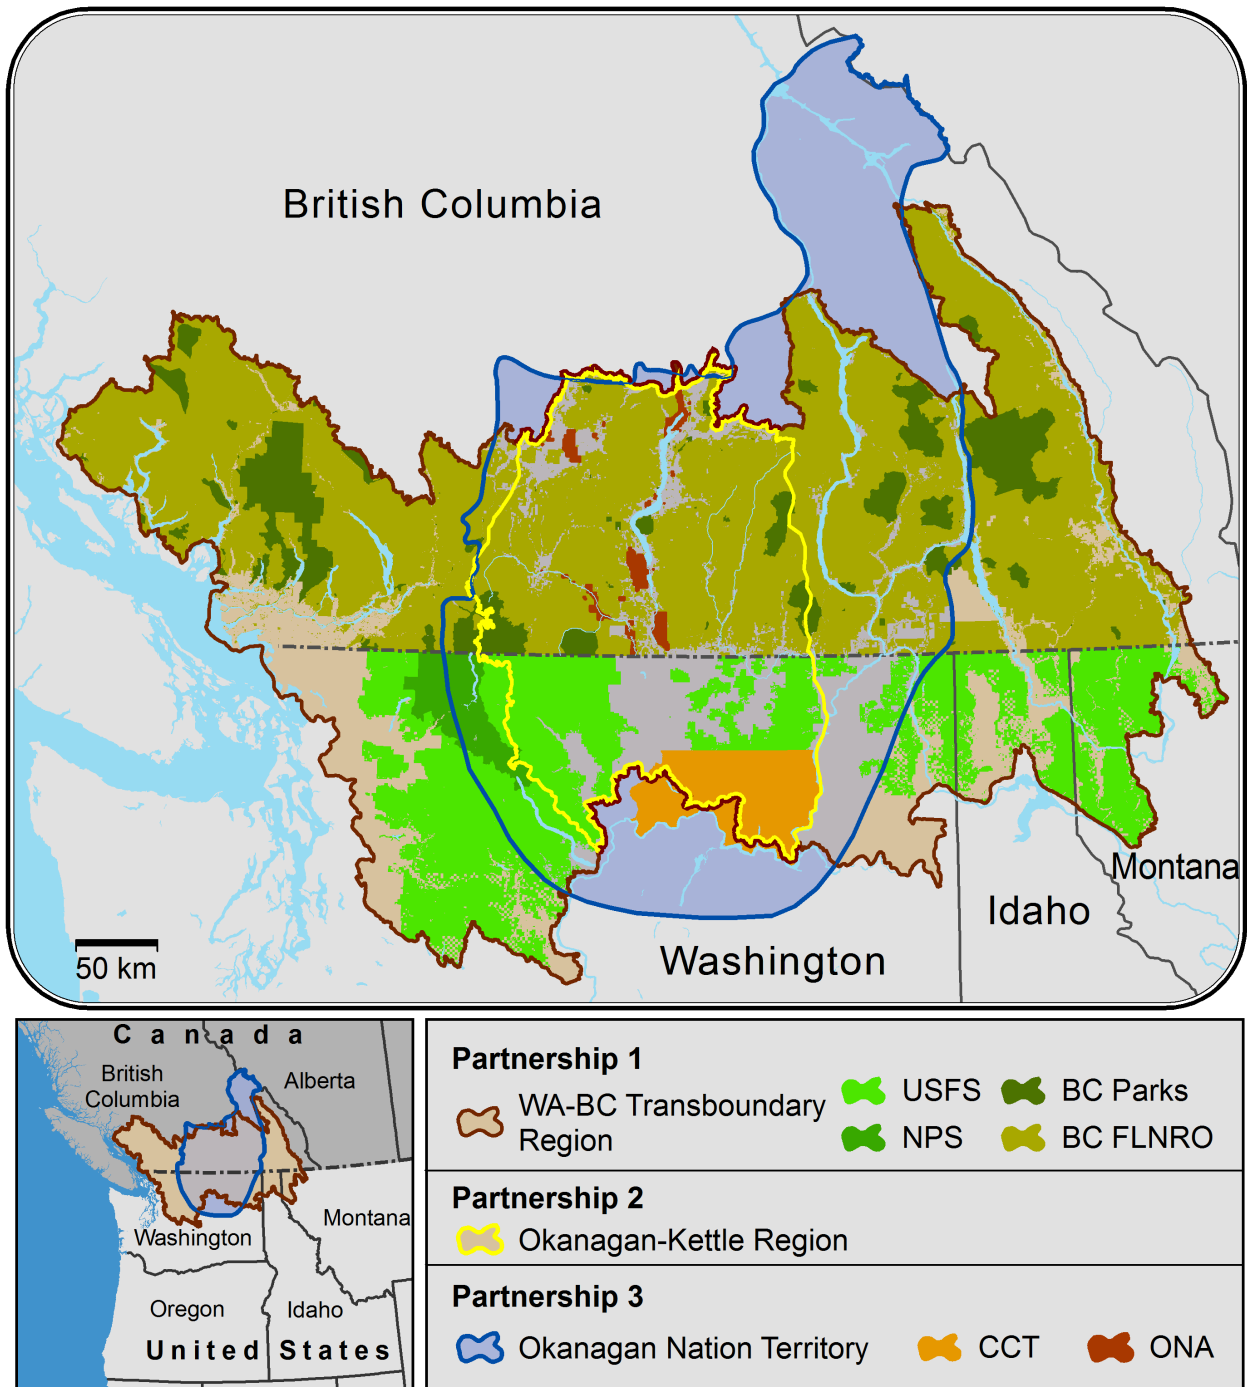 British Columbia
Montana
Idaho
Washington
50 km
Canada
British
Columbia
Alberta
Montana
Washington
Oregon
Idaho
United States
Partnership 1
WA-BC Transboundary
Region
USFS
BC Parks
NPS
BC FLNRO
Partnership 2
Okanagan-Kettle Region
Partnership 3
Okanagan Nation Territory
CCT
ONA